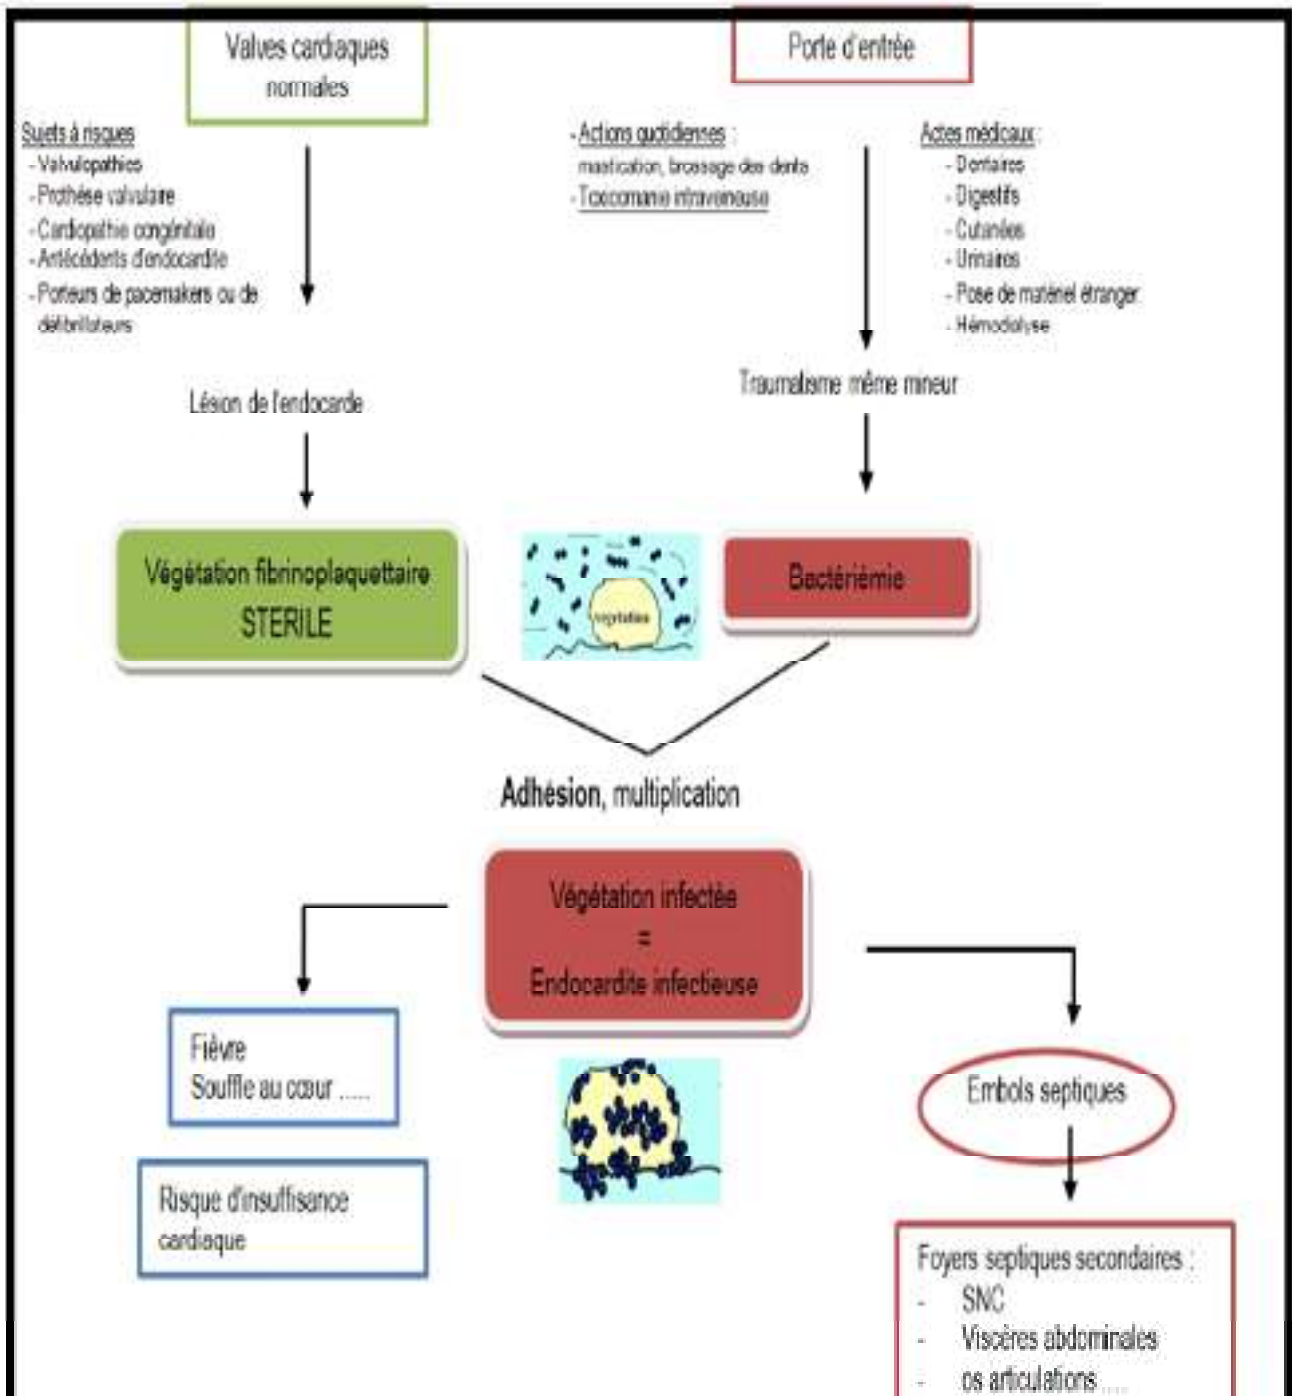 Valves cardiaques
normales
Porte d'entrée
Sujets à risques
- Valvulopathies
- Prothèse valvulaire
- Cardiopathie congénitale
- Antécédents d'endocardite
- Porteurs de pacemakers ou de
défibrillateurs
- Actions quotidiennes :
mastication, brossage des dents
- Toxicomanie intraveineuse
Actes médicaux :
- Dentaires
- Digestifs
- Cutanées
- Urinaires
- Pose de matériel étranger
- Hémodialyse
Lésion de l'endocarde
Traumatisme même mineur
Végétation fibrinoplaquettaire
STERILE
végétation
Bactériémie
Adhésion, multiplication
Végétation infectée
=
Endocardite infectieuse
Fièvre
Souffle au cœur .....
Risque d'insuffisance
cardiaque
Embols septiques
Foyers septiques secondaires :
- SNC
- Viscères abdominales
- os articulations .....